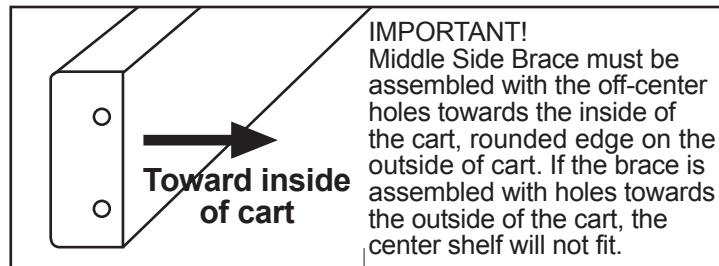 Toward inside
of cart
IMPORTANT!
Middle Side Brace must be
assembled with the off-center
holes towards the inside of
the cart, rounded edge on the
outside of cart. If the brace is
assembled with holes towards
the outside of the cart, the
center shelf will not fit.